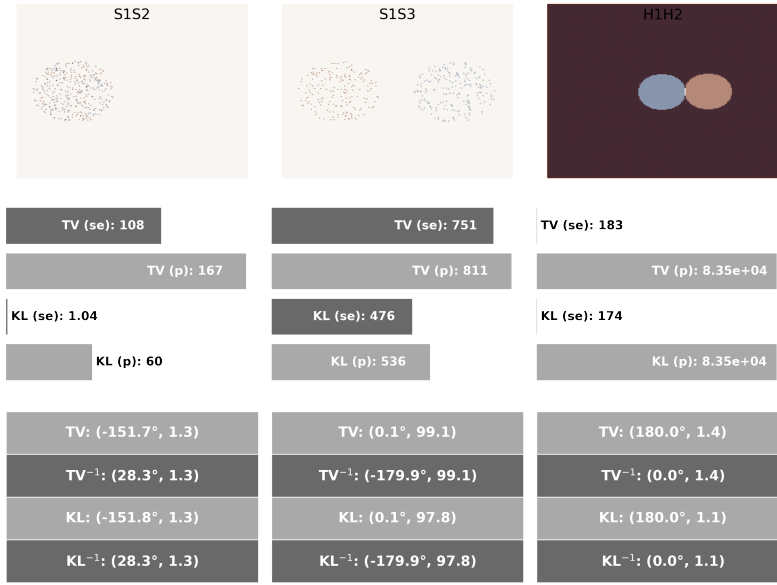 S1S2 S1S3 H1H2
TV (se): 108 TV (se): 751 TV (se): 183
TV (p): 167 TV (p): 811 TV (p): 8.35e+04
KL (se): 1.04 KL (se): 476 KL (se): 174
KL (p): 60 KL (p): 536 KL (p): 8.35e+04
TV: (-151.7°, 1.3) TV: (0.1°, 99.1) TV: (180.0°, 1.4)
TV⁻¹: (28.3°, 1.3) TV⁻¹: (-179.9°, 99.1) TV⁻¹: (0.0°, 1.4)
KL: (-151.8°, 1.3) KL: (0.1°, 97.8) KL: (180.0°, 1.1)
KL⁻¹: (28.3°, 1.3) KL⁻¹: (-179.9°, 97.8) KL⁻¹: (0.0°, 1.1)